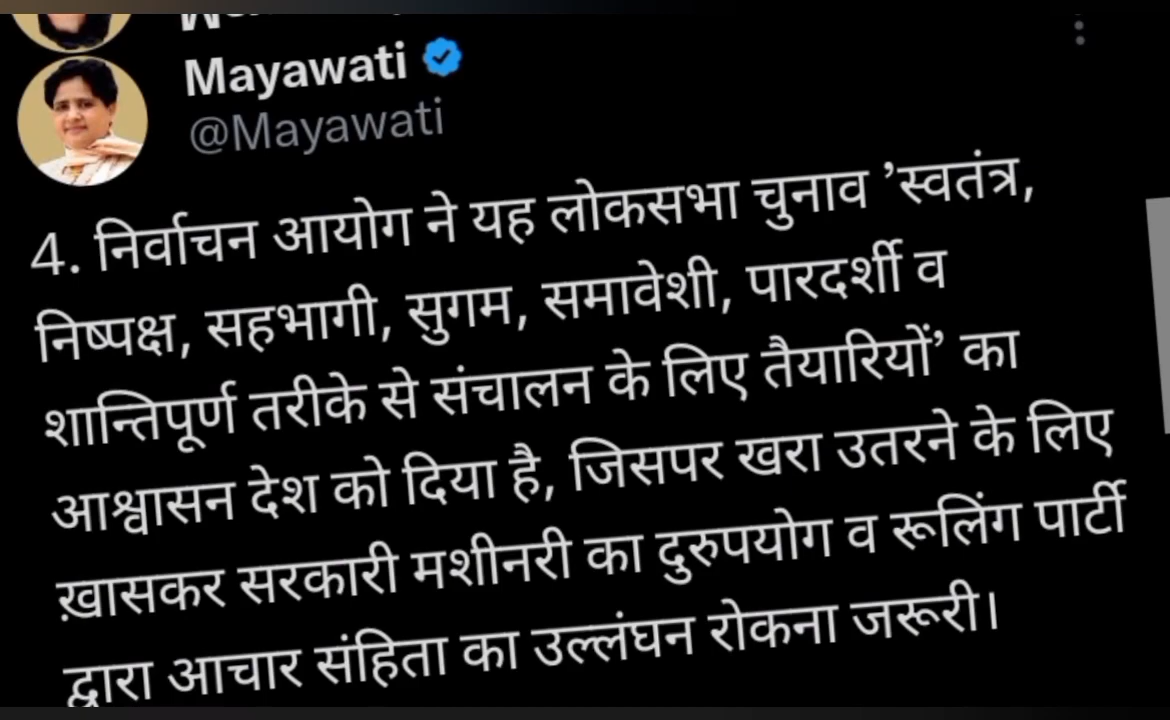 Mayawati
@Mayawati
4. निर्वाचन आयोग ने यह लोकसभा चुनाव ’स्वतंत्र,
निष्पक्ष, सहभागी, सुगम, समावेशी, पारदर्शी व
शान्तिपूर्ण तरीके से संचालन के लिए तैयारियों’ का
आश्वासन देश को दिया है, जिसपर खरा उतरने के लिए
ख़ासकर सरकारी मशीनरी का दुरुपयोग व रूलिंग पार्टी
द्वारा आचार संहिता का उल्लंघन रोकना जरूरी।